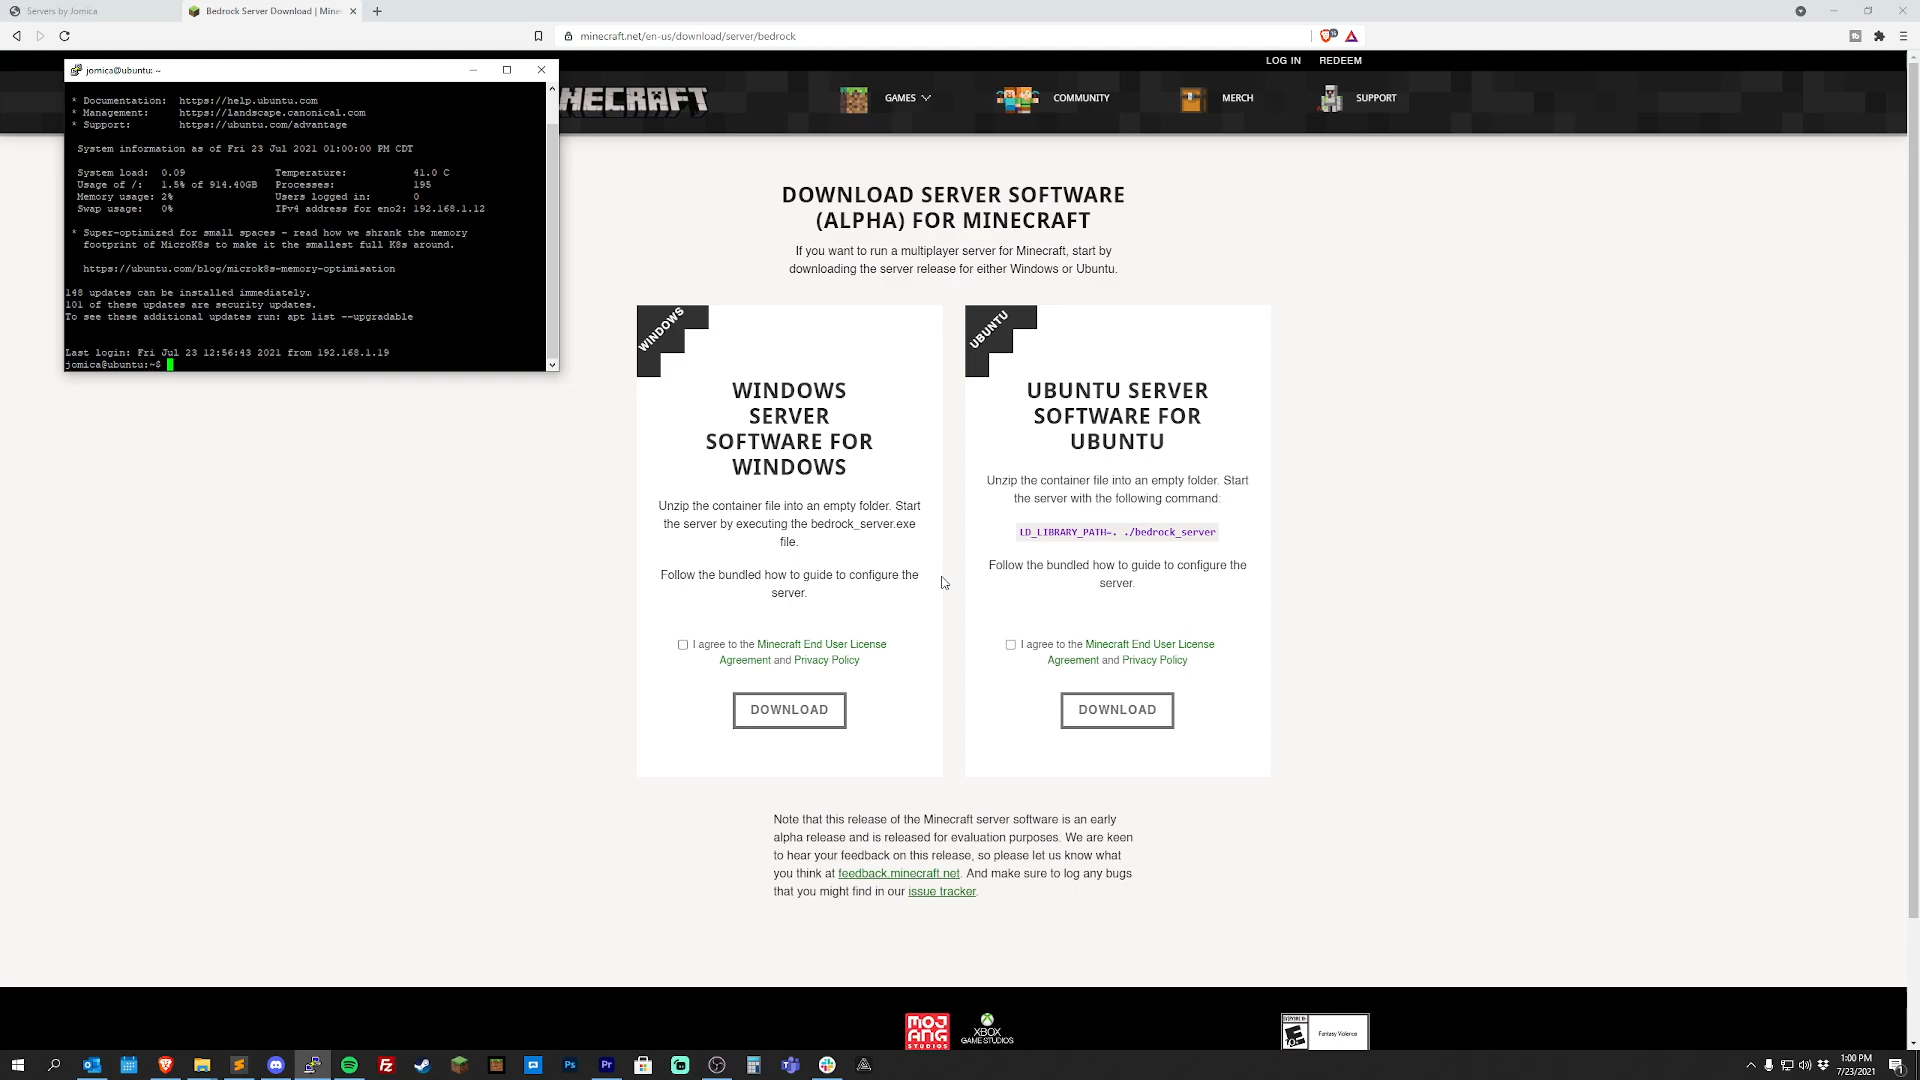 Servers by Jomica
Bedrock Server Download | Mine
minecraft.net/en-us/download/server/bedrock
LOG IN
REDEEM
jomica@ubuntu: ~
NECRAFT
GAMES
COMMUNITY
MERCH
SUPPORT
* Documentation: https://help.ubuntu.com
* Management: https://landscape.canonical.com
* Support: https://ubuntu.com/advantage
System information as of Fri 23 Jul 2021 01:00:00 PM CDT
System load: 0.09 Temperature: 41.0 C
Usage of /: 1.5% of 914.40GB Processes: 195
Memory usage: 2% Users logged in: 0
Swap usage: 0% IPv4 address for eno2: 192.168.1.12
* Super-optimized for small spaces - read how we shrank the memory
footprint of MicroK8s to make it the smallest full K8s around.
https://ubuntu.com/blog/microk8s-memory-optimisation
148 updates can be installed immediately.
101 of these updates are security updates.
To see these additional updates run: apt list --upgradable
Last login: Fri Jul 23 12:56:43 2021 from 192.168.1.19
jomica@ubuntu:~$
DOWNLOAD SERVER SOFTWARE
(ALPHA) FOR MINECRAFT
If you want to run a multiplayer server for Minecraft, start by
downloading the server release for either Windows or Ubuntu.
WINDOWS
WINDOWS
SERVER
SOFTWARE FOR
WINDOWS
Unzip the container file into an empty folder. Start
the server by executing the bedrock_server.exe
file.
Follow the bundled how to guide to configure the
server.
I agree to the Minecraft End User License
Agreement and Privacy Policy
DOWNLOAD
UBUNTU
UBUNTU SERVER
SOFTWARE FOR
UBUNTU
Unzip the container file into an empty folder. Start
the server with the following command:
LD_LIBRARY_PATH=. ./bedrock_server
Follow the bundled how to guide to configure the
server.
I agree to the Minecraft End User License
Agreement and Privacy Policy
DOWNLOAD
Note that this release of the Minecraft server software is an early
alpha release and is released for evaluation purposes. We are keen
to hear your feedback on this release, so please let us know what
you think at feedback.minecraft.net. And make sure to log any bugs
that you might find in our issue tracker.
MOJANG
STUDIOS
XBOX
GAME STUDIOS
E
Fantasy Violence
Fz
Ps
Pr
1:00 PM
7/23/2021